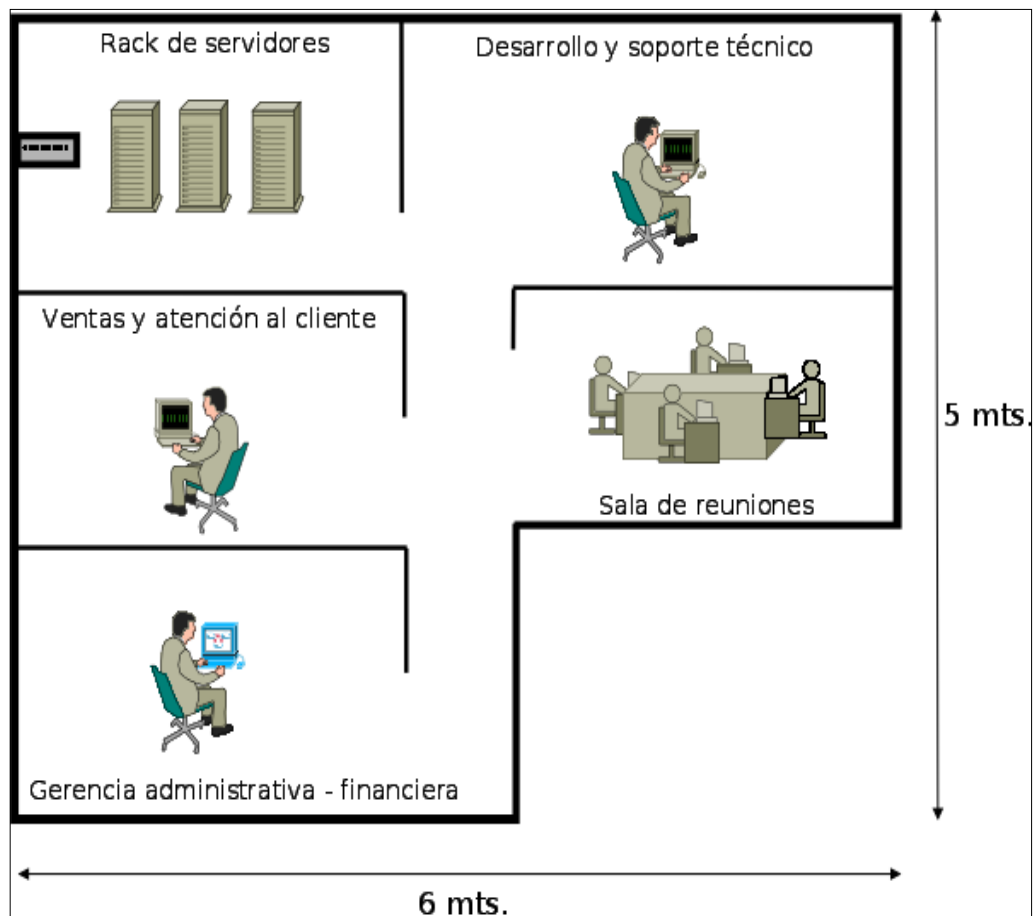 Rack de servidores
Desarrollo y soporte técnico
Ventas y atención al cliente
5 mts.
Sala de reuniones
Gerencia administrativa - financiera
6 mts.